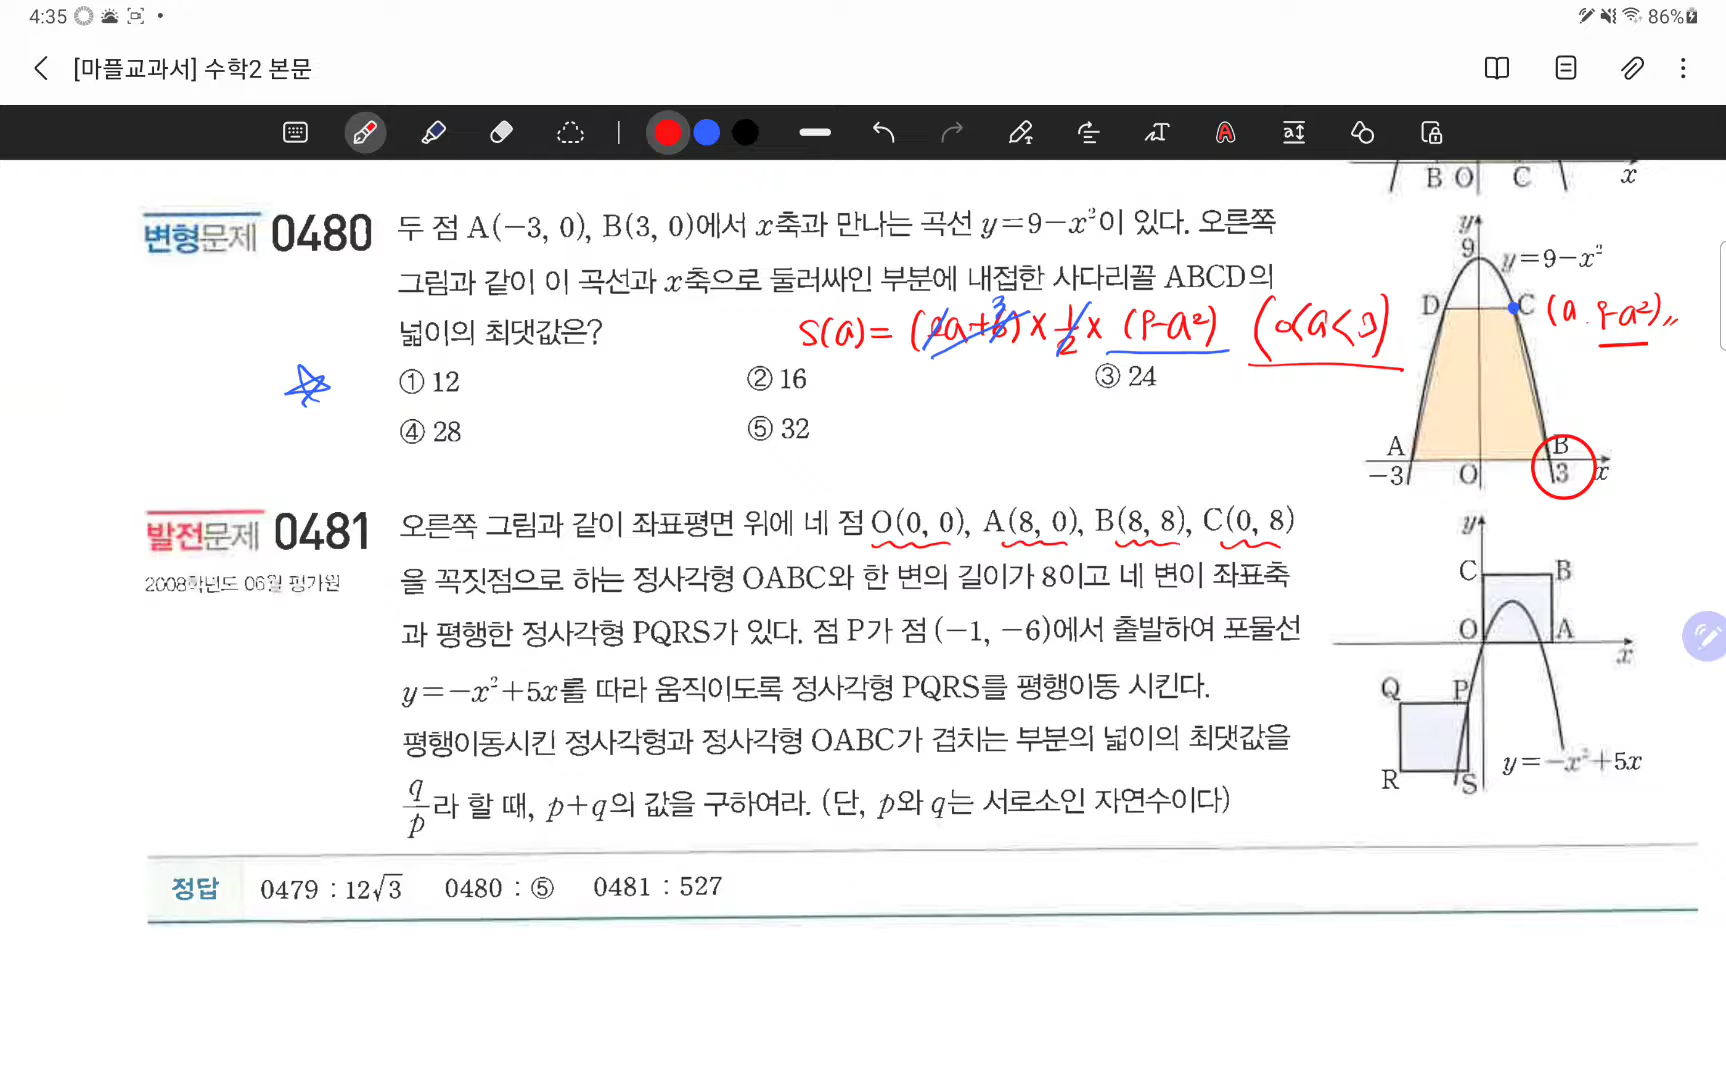 4:35
86%
[마플교과서] 수학2 본문
B O C x
변형문제 0480 두 점 A(-3, 0), B(3, 0)에서 x축과 만나는 곡선 y=9-x²이 있다. 오른쪽
그림과 같이 이 곡선과 x축으로 둘러싸인 부분에 내접한 사다리꼴 ABCD의
넓이의 최댓값은?
S(a)= (2a+6)×1/2×(9-a²) (0<a<3)
3
① 12 ② 16 ③ 24
④ 28 ⑤ 32
y
9 y=9-x²
D C (a, 9-a²)
A B
-3 O 3 x
발전문제 0481 오른쪽 그림과 같이 좌표평면 위에 네 점 O(0, 0), A(8, 0), B(8, 8), C(0, 8)
2008학년도 06월 평가원
을 꼭짓점으로 하는 정사각형 OABC와 한 변의 길이가 8이고 네 변이 좌표축
과 평행한 정사각형 PQRS가 있다. 점 P가 점 (-1, -6)에서 출발하여 포물선
y=-x²+5x를 따라 움직이도록 정사각형 PQRS를 평행이동 시킨다.
평행이동시킨 정사각형과 정사각형 OABC가 겹치는 부분의 넓이의 최댓값을
q/p라 할 때, p+q의 값을 구하여라. (단, p와 q는 서로소인 자연수이다)
y
C B
O A
x
Q P
R S y=-x²+5x
정답 0479 : 12√3 0480 : ⑤ 0481 : 527